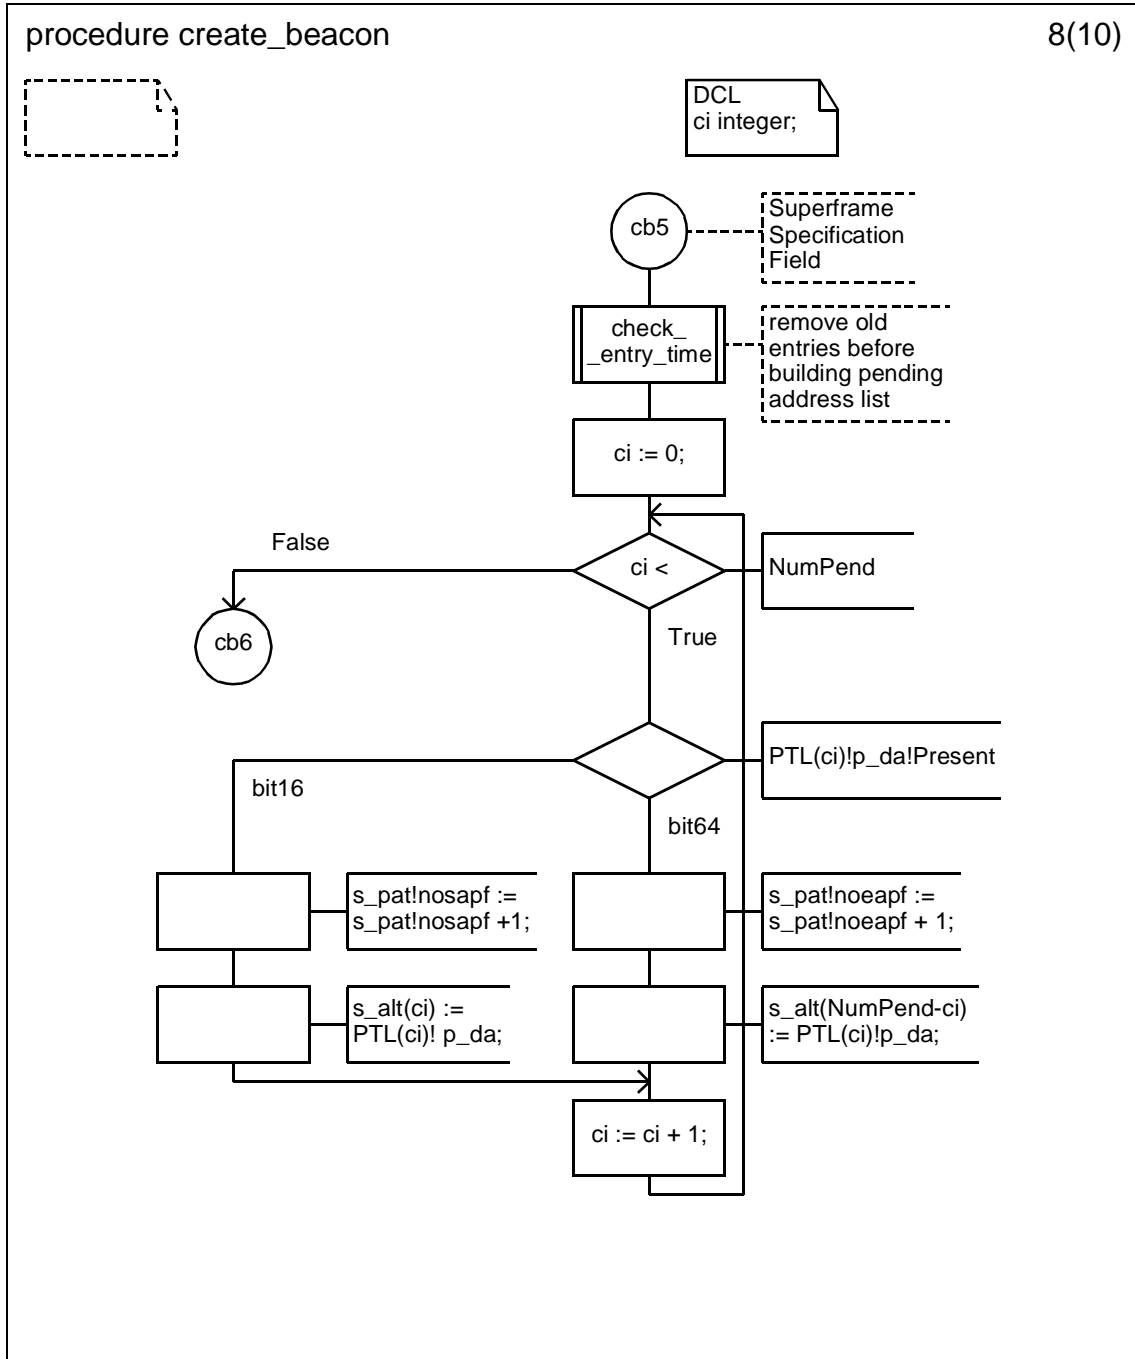 procedure create_beacon
8(10)
DCL
ci integer;
cb5
Superframe
Specification
Field
check_
_entry_time
remove old
entries before
building pending
address list
ci := 0;
False
ci <
NumPend
cb6
True
PTL(ci)!p_da!Present
bit16
bit64
s_pat!nosapf :=
s_pat!nosapf +1;
s_pat!noeapf :=
s_pat!noeapf + 1;
s_alt(ci) :=
PTL(ci)! p_da;
s_alt(NumPend-ci)
:= PTL(ci)!p_da;
ci := ci + 1;